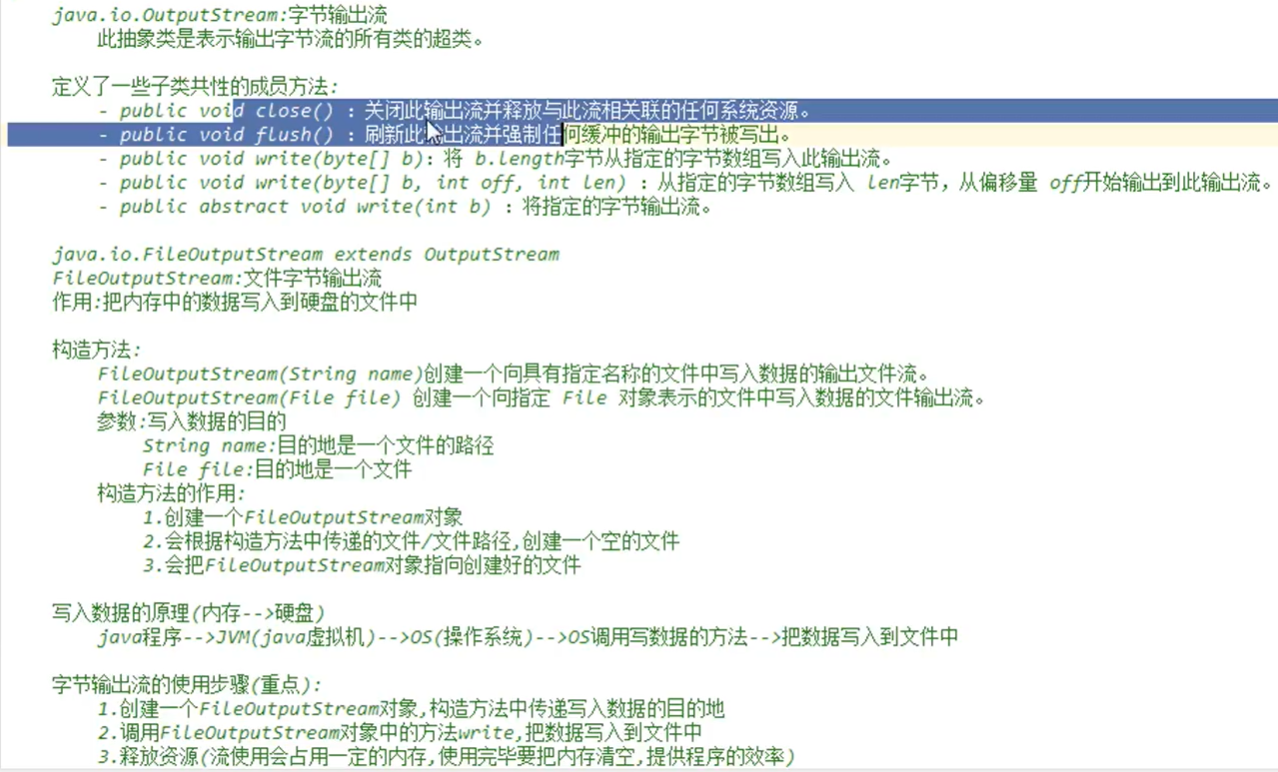 java.io.OutputStream:字节输出流
此抽象类是表示输出字节流的所有类的超类。
定义了一些子类共性的成员方法:
- public void close() : 关闭此输出流并释放与此流相关联的任何系统资源。
- public void flush() : 刷新此输出流并强制任何缓冲的输出字节被写出。
- public void write(byte[] b): 将 b.length字节从指定的字节数组写入此输出流。
- public void write(byte[] b, int off, int len) : 从指定的字节数组写入 len字节，从偏移量 off开始输出到此输出流。
- public abstract void write(int b) : 将指定的字节输出流。
java.io.FileOutputStream extends OutputStream
FileOutputStream:文件字节输出流
作用:把内存中的数据写入到硬盘的文件中
构造方法:
FileOutputStream(String name)创建一个向具有指定名称的文件中写入数据的输出文件流。
FileOutputStream(File file) 创建一个向指定 File 对象表示的文件中写入数据的文件输出流。
参数:写入数据的目的
String name:目的地是一个文件的路径
File file:目的地是一个文件
构造方法的作用:
1.创建一个FileOutputStream对象
2.会根据构造方法中传递的文件/文件路径,创建一个空的文件
3.会把FileOutputStream对象指向创建好的文件
写入数据的原理(内存-->硬盘)
java程序-->JVM(java虚拟机)-->OS(操作系统)-->OS调用写数据的方法-->把数据写入到文件中
字节输出流的使用步骤(重点):
1.创建一个FileOutputStream对象,构造方法中传递写入数据的目的地
2.调用FileOutputStream对象中的方法write,把数据写入到文件中
3.释放资源(流使用会占用一定的内存,使用完毕要把内存清空,提供程序的效率)